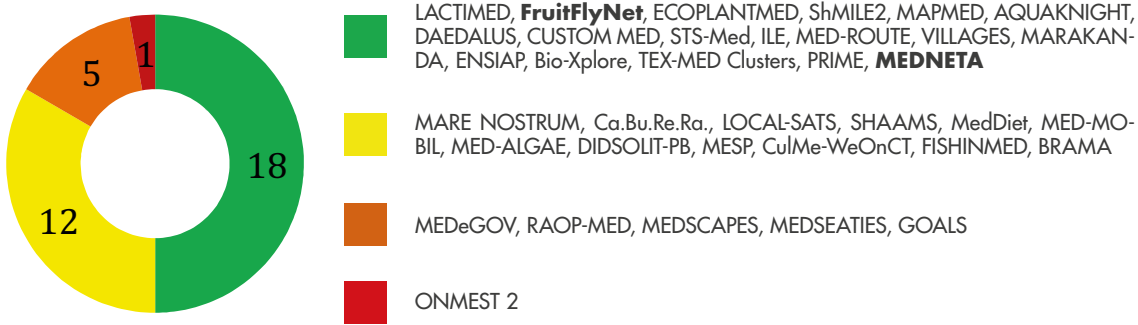 LACTIMED, FruitFlyNet, ECOPLANTMED, ShMILE2, MAPMED, AQUAKNIGHT,
DAEDALUS, CUSTOM MED, STS-Med, ILE, MED-ROUTE, VILLAGES, MARAKAN-
DA, ENSIAP, Bio-Xplore, TEX-MED Clusters, PRIME, MEDNETA
MARE NOSTRUM, Ca.Bu.Re.Ra., LOCAL-SATS, SHAAMS, MedDiet, MED-MO-
BIL, MED-ALGAE, DIDSOLIT-PB, MESP, CulMe-WeOnCT, FISHINMED, BRAMA
MEDeGOV, RAOP-MED, MEDSCAPES, MEDSEATIES, GOALS
ONMEST 2
1
5
18
12